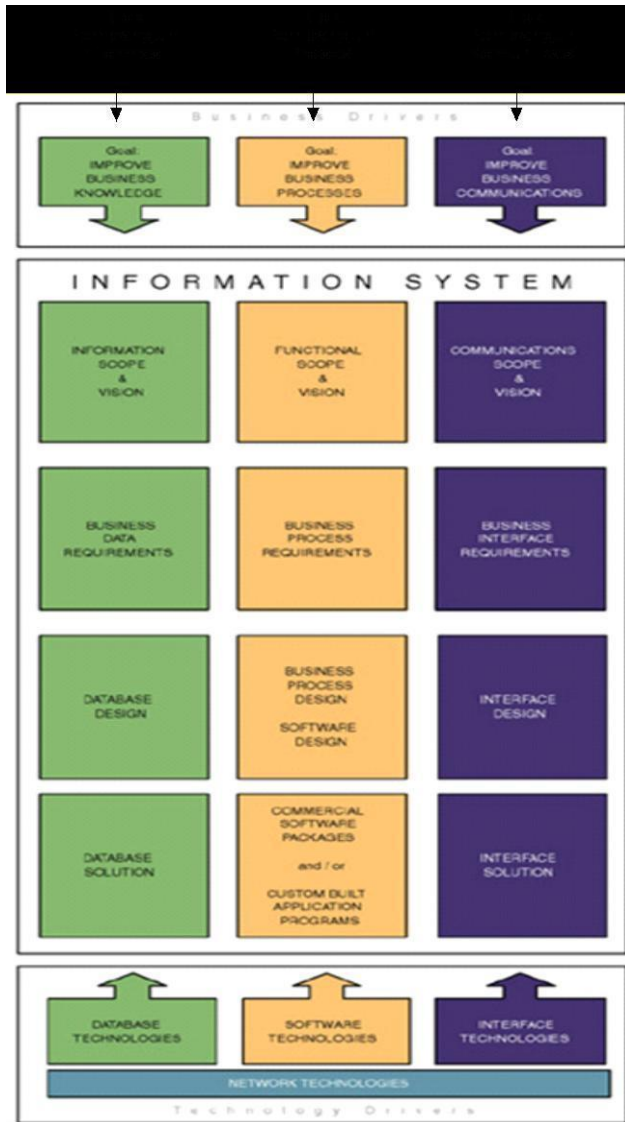 Business Drivers
Goal:
IMPROVE
BUSINESS
KNOWLEDGE
Goal:
IMPROVE
BUSINESS
PROCESSES
Goal:
IMPROVE
BUSINESS
COMMUNICATIONS
INFORMATION SYSTEM
INFORMATION
SCOPE
&
VISION
FUNCTIONAL
SCOPE
&
VISION
COMMUNICATIONS
SCOPE
&
VISION
BUSINESS
DATA
REQUIREMENTS
BUSINESS
PROCESS
REQUIREMENTS
BUSINESS
INTERFACE
REQUIREMENTS
DATABASE
DESIGN
BUSINESS
PROCESS
DESIGN
SOFTWARE
DESIGN
INTERFACE
DESIGN
DATABASE
SOLUTION
COMMERCIAL
SOFTWARE
PACKAGES
and / or
CUSTOM BUILT
APPLICATION
PROGRAMS
INTERFACE
SOLUTION
DATABASE
TECHNOLOGIES
SOFTWARE
TECHNOLOGIES
INTERFACE
TECHNOLOGIES
NETWORK TECHNOLOGIES
Technology Drivers